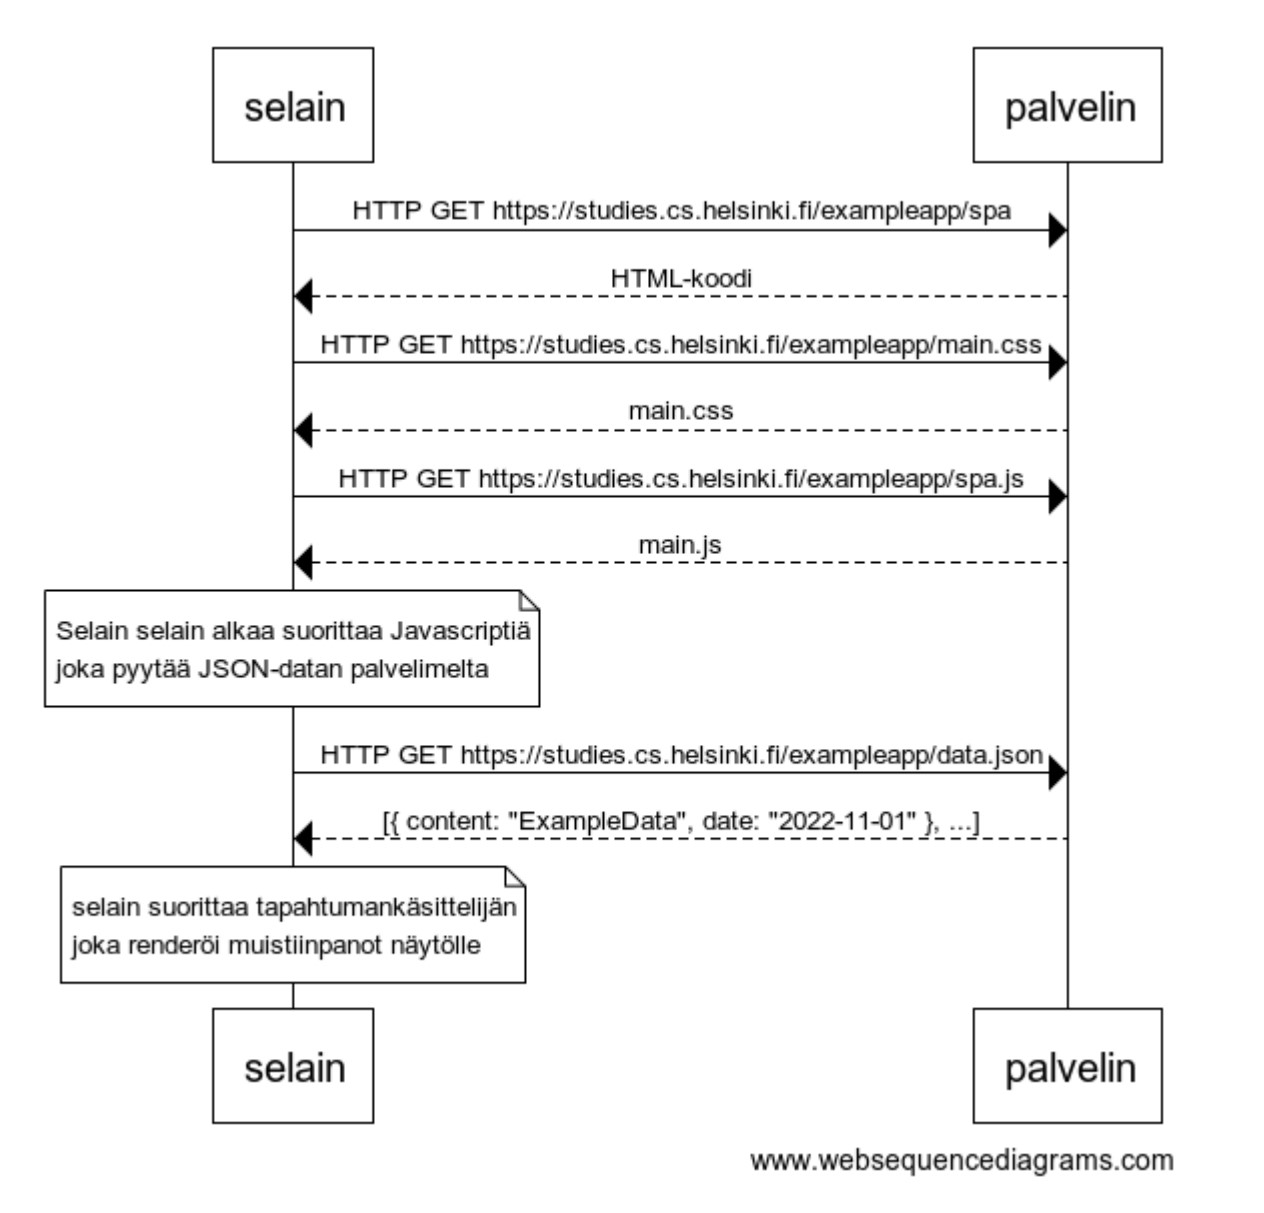 selain
palvelin
HTTP GET https://studies.cs.helsinki.fi/exampleapp/spa
HTML-koodi
HTTP GET https://studies.cs.helsinki.fi/exampleapp/main.css
main.css
HTTP GET https://studies.cs.helsinki.fi/exampleapp/spa.js
main.js
Selain selain alkaa suorittaa Javascriptiä
joka pyytää JSON-datan palvelimelta
HTTP GET https://studies.cs.helsinki.fi/exampleapp/data.json
[{ content: "ExampleData", date: "2022-11-01" }, ...]
selain suorittaa tapahtumankäsittelijän
joka renderöi muistiinpanot näytölle
selain
palvelin
www.websequencediagrams.com